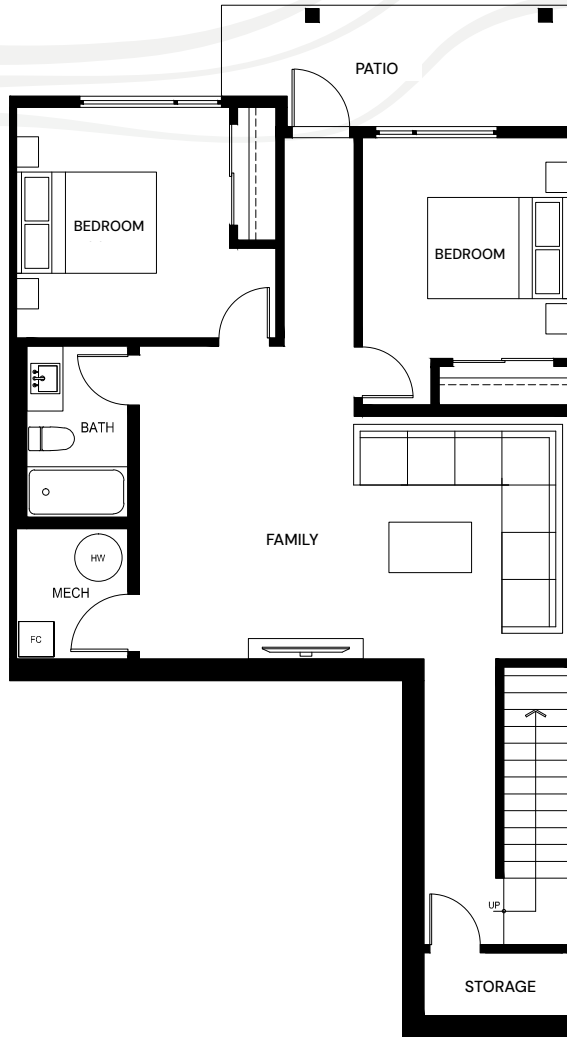 PATIO
BEDROOM
BEDROOM
BATH
FAMILY
HW
MECH
FC
UP
STORAGE